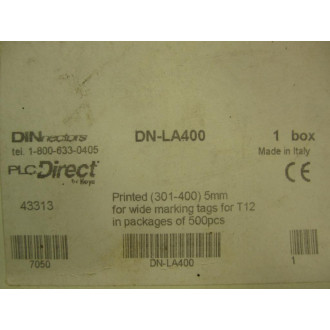 DINnectors DN-LA400 1 box
tel. 1-800-633-0405 Made in Italy
PLC Direct
by Koyo
CE
Printed (301-400) 5mm
43313 for wide marking tags for T12
in packages of 500pcs
7050 DN-LA400 1